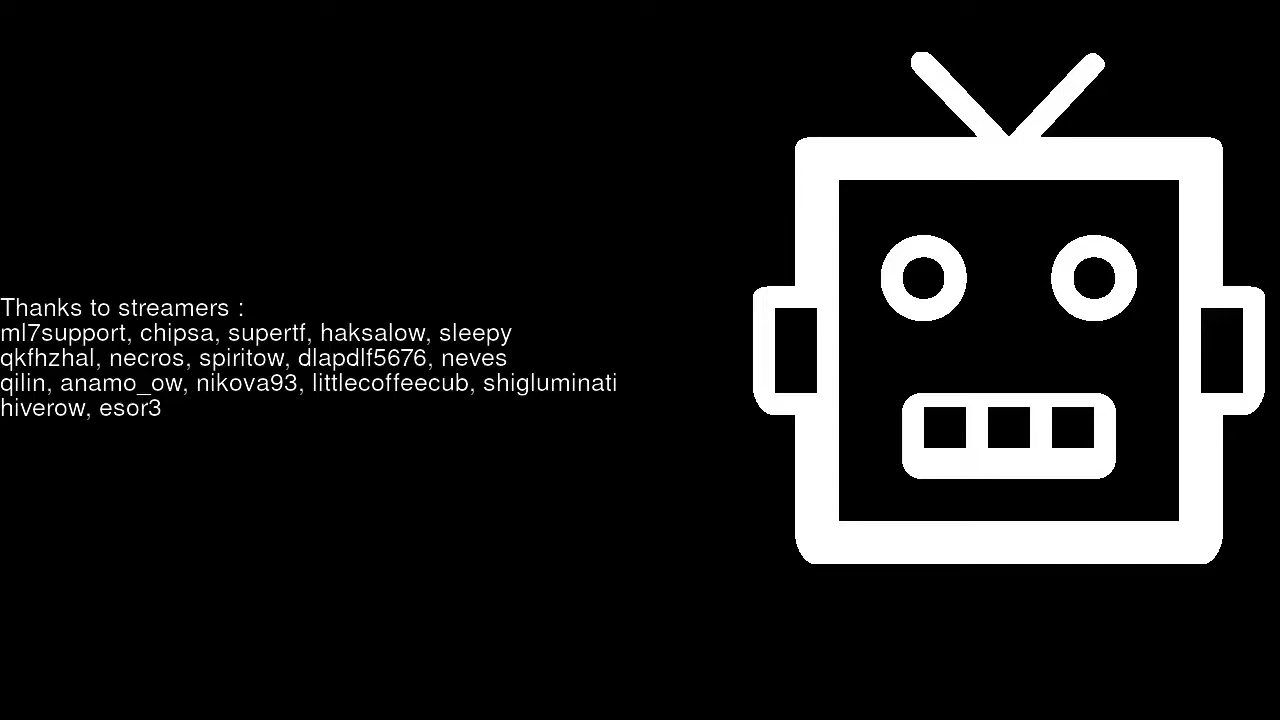 Thanks to streamers :
ml7support, chipsa, supertf, haksalow, sleepy
qkfhzhal, necros, spiritow, dlapdlf5676, neves
qilin, anamo_ow, nikova93, littlecoffeecub, shigluminati
hiverow, esor3